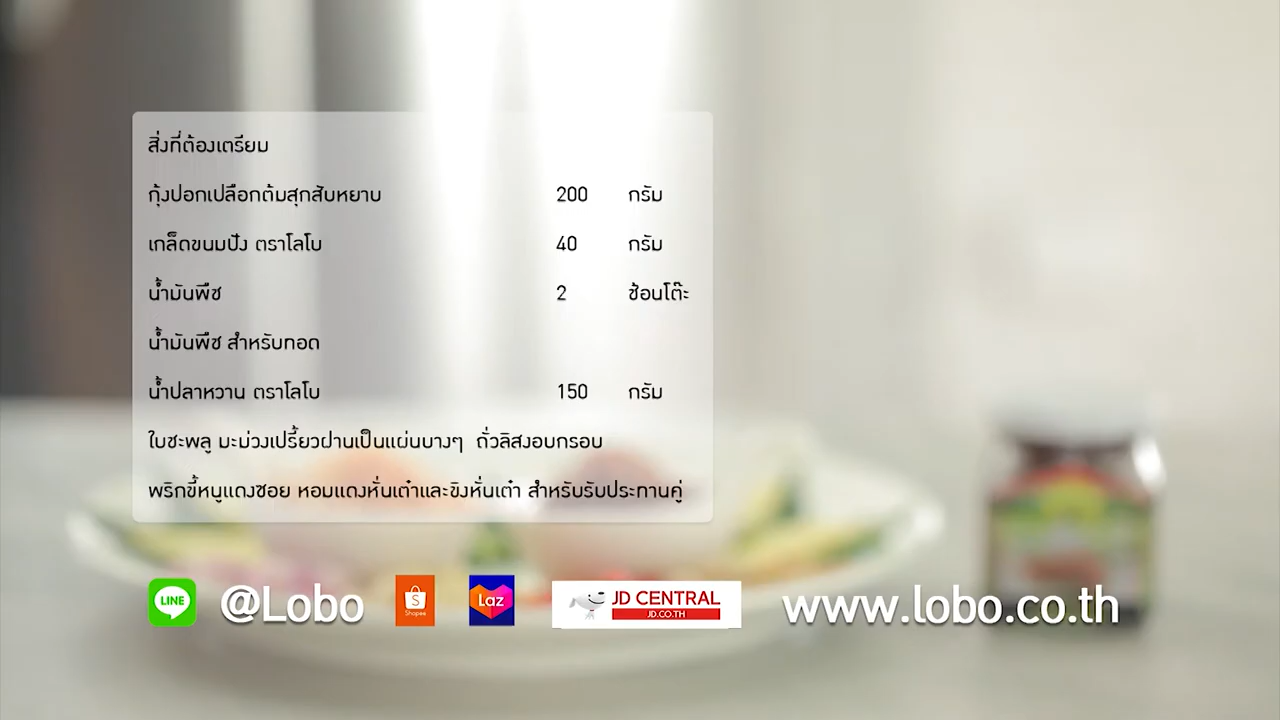 สิ่งที่ต้องเตรียม
กุ้งปอกเปลือกต้มสุกสับหยาบ 200 กรัม
เกล็ดขนมปัง ตราโลโบ 40 กรัม
น้ำมันพืช 2 ช้อนโต๊ะ
น้ำมันพืช สำหรับทอด
น้ำปลาหวาน ตราโลโบ 150 กรัม
ใบชะพลู มะม่วงเปรี้ยวฝานเป็นแผ่นบางๆ ถั่วลิสงอบกรอบ
พริกขี้หนูแดงซอย หอมแดงหั่นเต๋าและขิงหั่นเต๋า สำหรับรับประทานคู่
LINE @Lobo Shopee Laz JD CENTRAL www.lobo.co.th
JD.CO.TH